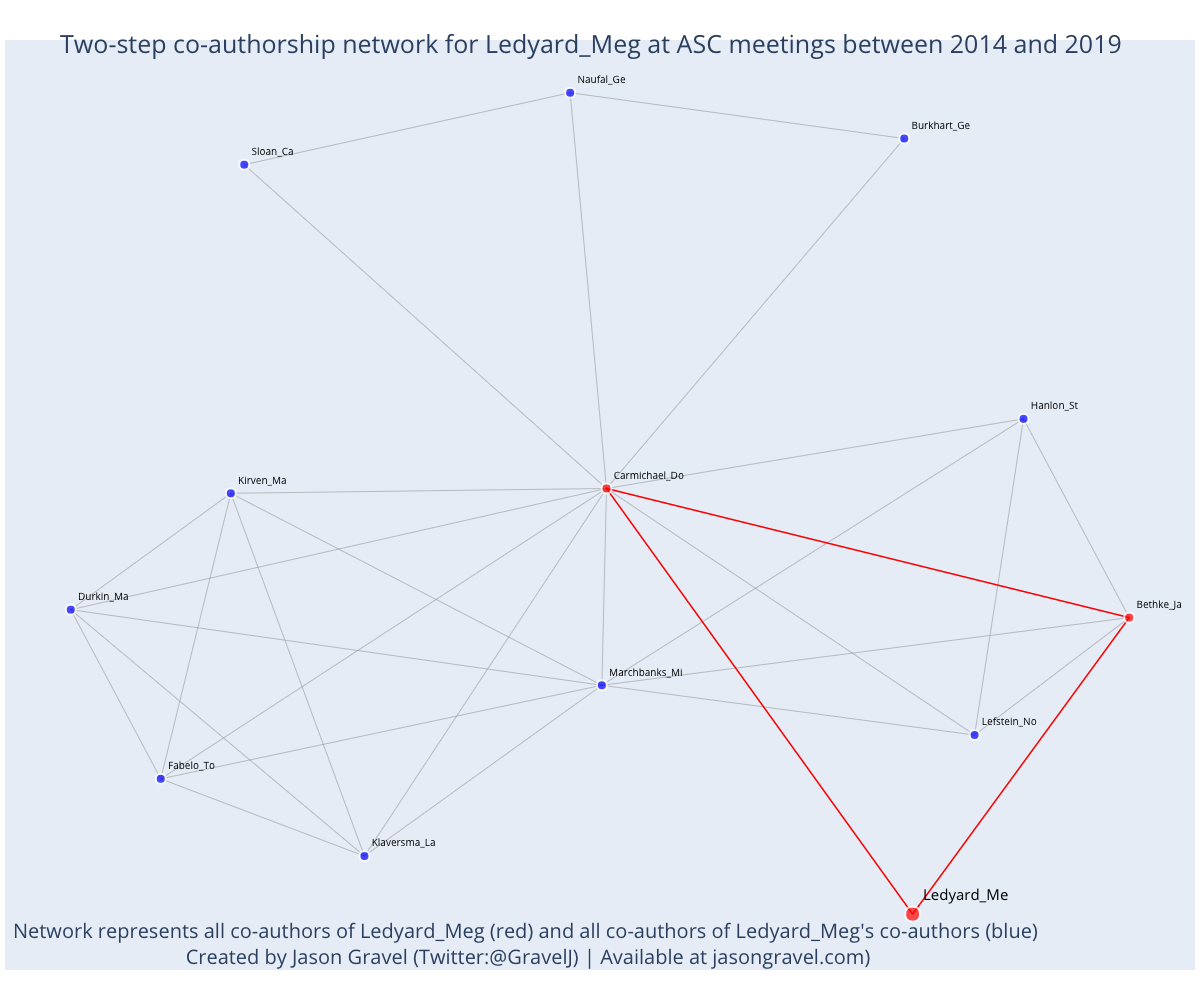 Two-step co-authorship network for Ledyard_Meg at ASC meetings between 2014 and 2019
Naufal_Ge
Burkhart_Ge
Sloan_Ca
Hanlon_St
Carmichael_Do
Kirven_Ma
Durkin_Ma
Bethke_Ja
Marchbanks_Mi
Lefstein_No
Fabelo_To
Klaversma_La
Ledyard_Me
Network represents all co-authors of Ledyard_Meg (red) and all co-authors of Ledyard_Meg's co-authors (blue)
Created by Jason Gravel (Twitter:@GravelJ) | Available at jasongravel.com)